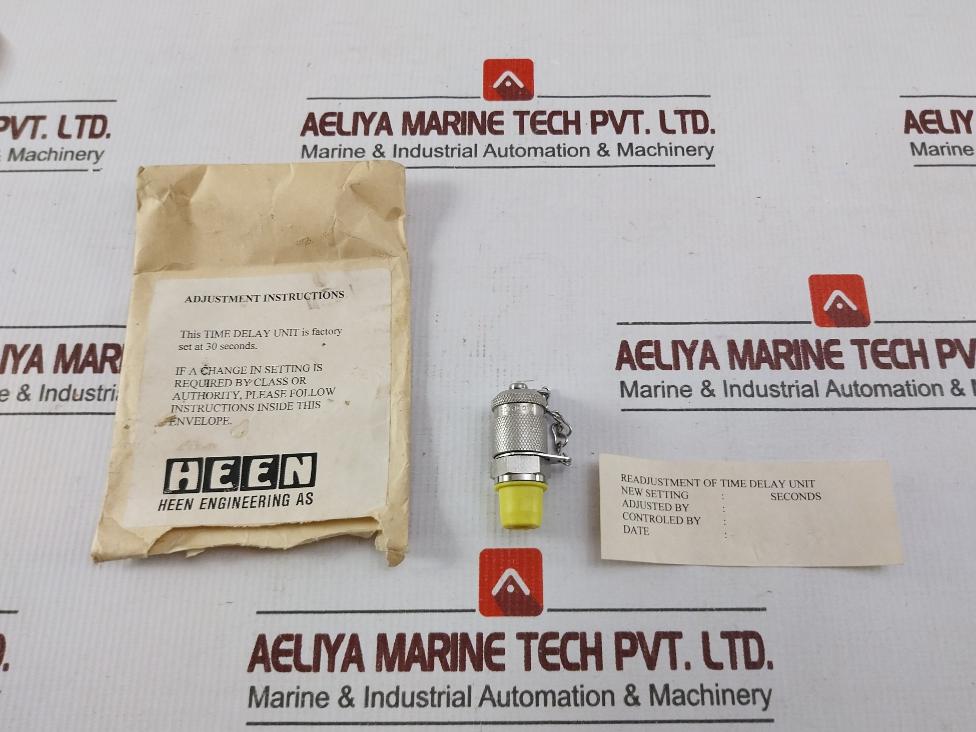 PVT. LTD.
& Machinery
AELIYA MARINE TECH PVT. LTD.
Marine & Industrial Automation & Machinery
AELIY
Marine
ADJUSTMENT INSTRUCTIONS
This TIME DELAY UNIT is factory
set at 30 seconds.
IF A CHANGE IN SETTING IS
REQUIRED BY CLASS OR
AUTHORITY, PLEASE FOLLOW
INSTRUCTIONS INSIDE THIS
ENVELOPE.
HEEN
HEEN ENGINEERING AS
IYA MAR
e & Industri
AELIYA MARINE TECH PV
Marine & Industrial Automation &
READJUSTMENT OF TIME DELAY UNIT
NEW SETTING : SECONDS
ADJUSTED BY :
CONTROLED BY :
DATE :
D.
y
AELIYA MARINE TECH PVT. LTD.
Marine & Industrial Automation & Machinery